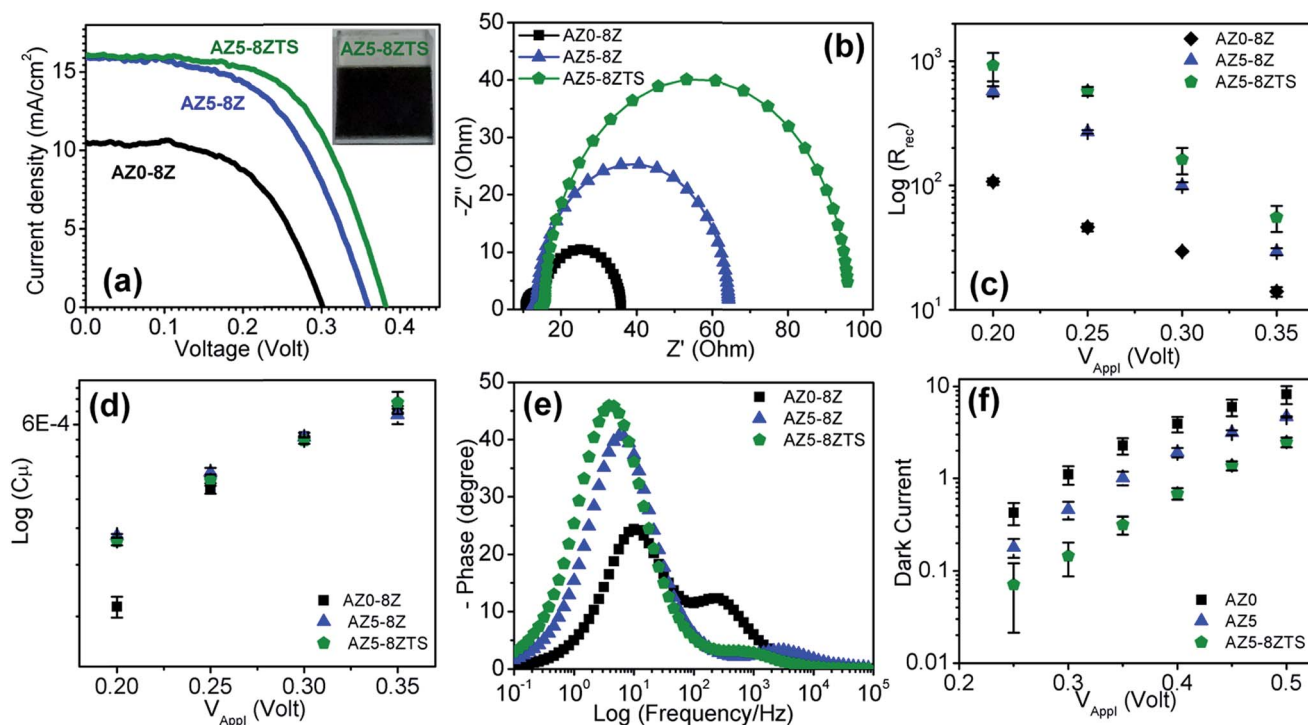 AZ5-8ZTS
AZ5-8Z
AZ0-8Z
AZ5-8ZTS
(a)
Current density (mA/cm²)
15
10
5
0
0.0 0.1 0.2 0.3 0.4
Voltage (Volt)
AZ0-8Z
AZ5-8Z
AZ5-8ZTS
(b)
-Z" (Ohm)
50
40
30
20
10
0
20 40 60 80 100
Z' (Ohm)
AZ0-8Z
AZ5-8Z
AZ5-8ZTS
(c)
Log (Rrec)
10³
10²
10¹
0.20 0.25 0.30 0.35
VAppl (Volt)
(d)
Log (Cμ)
6E-4
AZ0-8Z
AZ5-8Z
AZ5-8ZTS
0.20 0.25 0.30 0.35
VAppl (Volt)
(e)
AZ0-8Z
AZ5-8Z
AZ5-8ZTS
- Phase (degree)
50
40
30
20
10
0
10⁻¹ 10⁰ 10¹ 10² 10³ 10⁴ 10⁵
Log (Frequency/Hz)
(f)
Dark Current
10
1
0.1
0.01
AZ0
AZ5
AZ5-8ZTS
0.2 0.3 0.4 0.5
VAppl (Volt)